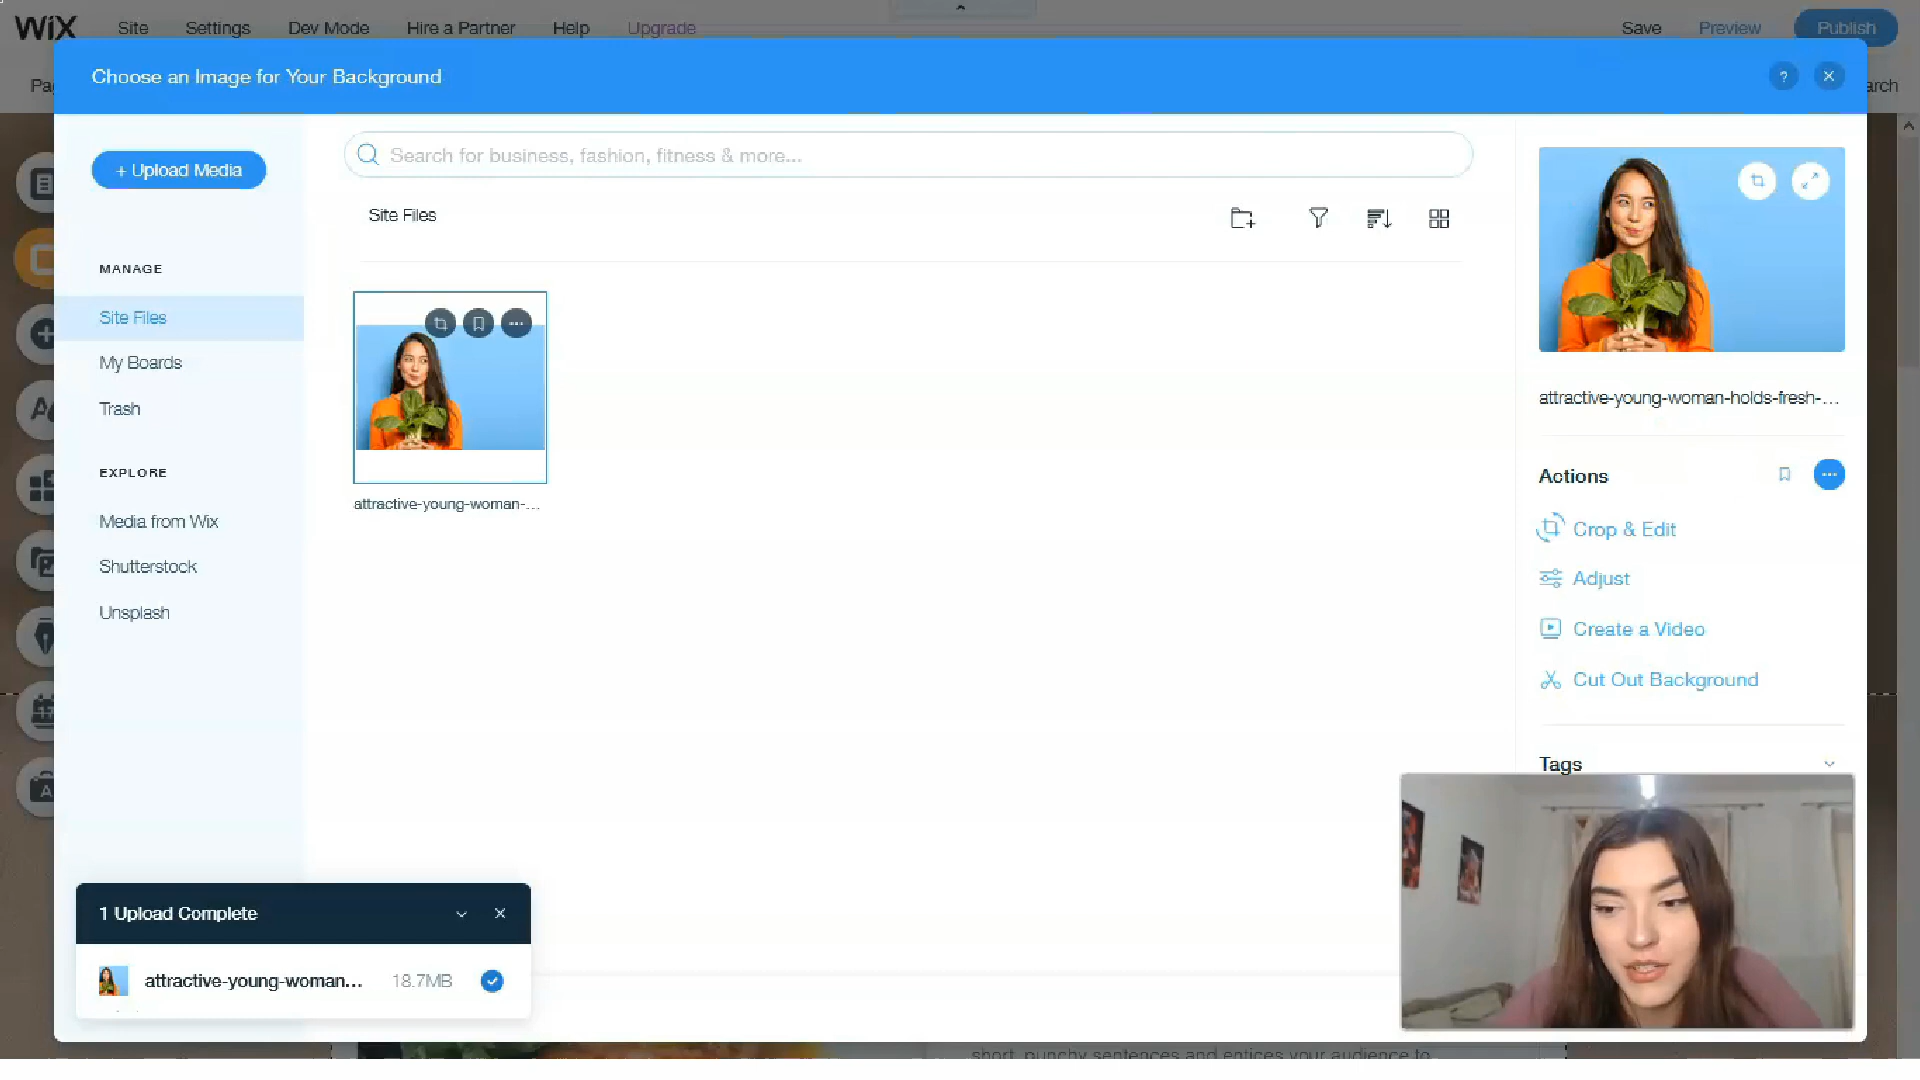 WiX Site Settings Dev Mode Hire a Partner Help Upgrade Save Preview Publish
Choose an Image for Your Background ?
+ Upload Media
Search for business, fashion, fitness & more...
Site Files
MANAGE
Site Files
My Boards
Trash
EXPLORE
Media from Wix
Shutterstock
Unsplash
attractive-young-woman-...
attractive-young-woman-holds-fresh-...
Actions
Crop & Edit
Adjust
Create a Video
Cut Out Background
Tags
1 Upload Complete
attractive-young-woman... 18.7MB
short, punchy sentences and entices your audience to